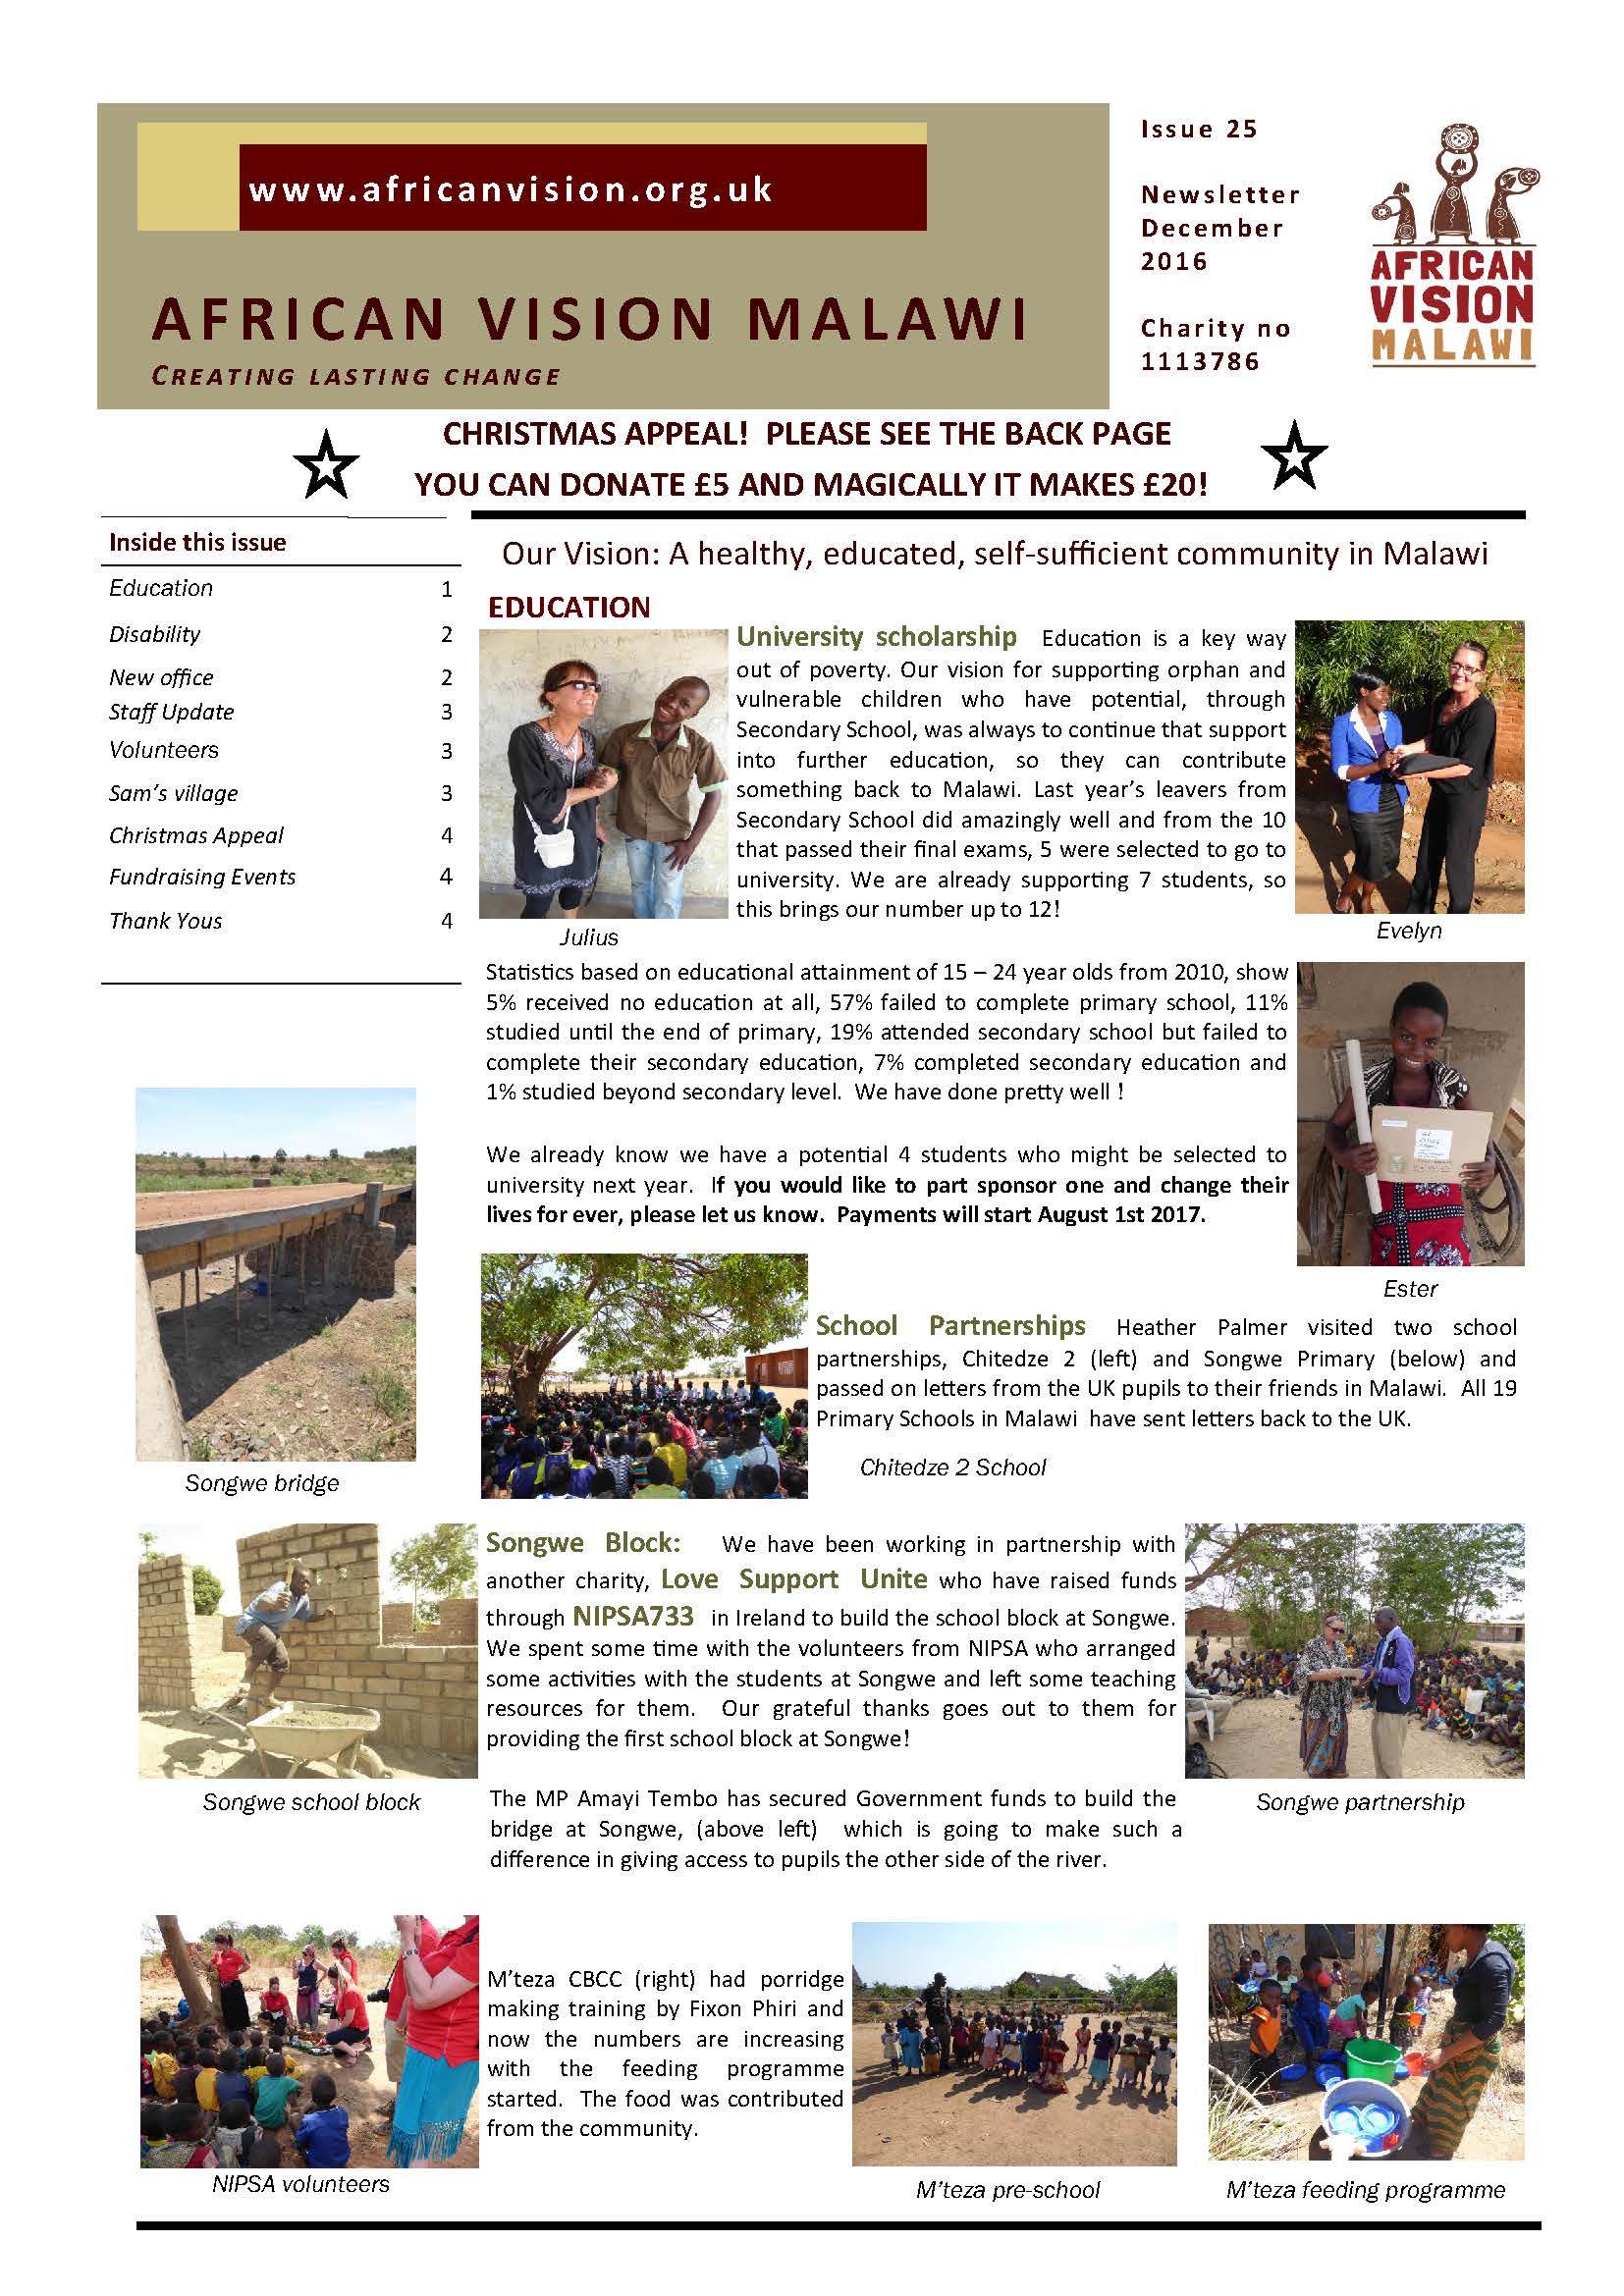 www.africanvision.org.uk
AFRICAN VISION MALAWI
CREATING LASTING CHANGE
Issue 25
Newsletter
December
2016
Charity no
1113786
AFRICAN
VISION
MALAWI
CHRISTMAS APPEAL! PLEASE SEE THE BACK PAGE
YOU CAN DONATE £5 AND MAGICALLY IT MAKES £20!
Inside this issue
Education 1
Disability 2
New office 2
Staff Update 3
Volunteers 3
Sam's village 3
Christmas Appeal 4
Fundraising Events 4
Thank Yous 4
Our Vision: A healthy, educated, self-sufficient community in Malawi
EDUCATION
University scholarship Education is a key way
out of poverty. Our vision for supporting orphan and
vulnerable children who have potential, through
Secondary School, was always to continue that support
into further education, so they can contribute
something back to Malawi. Last year's leavers from
Secondary School did amazingly well and from the 10
that passed their final exams, 5 were selected to go to
university. We are already supporting 7 students, so
this brings our number up to 12!
Julius
Evelyn
Statistics based on educational attainment of 15 – 24 year olds from 2010, show
5% received no education at all, 57% failed to complete primary school, 11%
studied until the end of primary, 19% attended secondary school but failed to
complete their secondary education, 7% completed secondary education and
1% studied beyond secondary level. We have done pretty well !
We already know we have a potential 4 students who might be selected to
university next year. If you would like to part sponsor one and change their
lives for ever, please let us know. Payments will start August 1st 2017.
Ester
School Partnerships Heather Palmer visited two school
partnerships, Chitedze 2 (left) and Songwe Primary (below) and
passed on letters from the UK pupils to their friends in Malawi. All 19
Primary Schools in Malawi have sent letters back to the UK.
Chitedze 2 School
Songwe bridge
Songwe Block: We have been working in partnership with
another charity, Love Support Unite who have raised funds
through NIPSA733 in Ireland to build the school block at Songwe.
We spent some time with the volunteers from NIPSA who arranged
some activities with the students at Songwe and left some teaching
resources for them. Our grateful thanks goes out to them for
providing the first school block at Songwe!
Songwe school block
Songwe partnership
The MP Amayi Tembo has secured Government funds to build the
bridge at Songwe, (above left) which is going to make such a
difference in giving access to pupils the other side of the river.
M'teza CBCC (right) had porridge
making training by Fixon Phiri and
now the numbers are increasing
with the feeding programme
started. The food was contributed
from the community.
NIPSA volunteers
M'teza pre-school
M'teza feeding programme